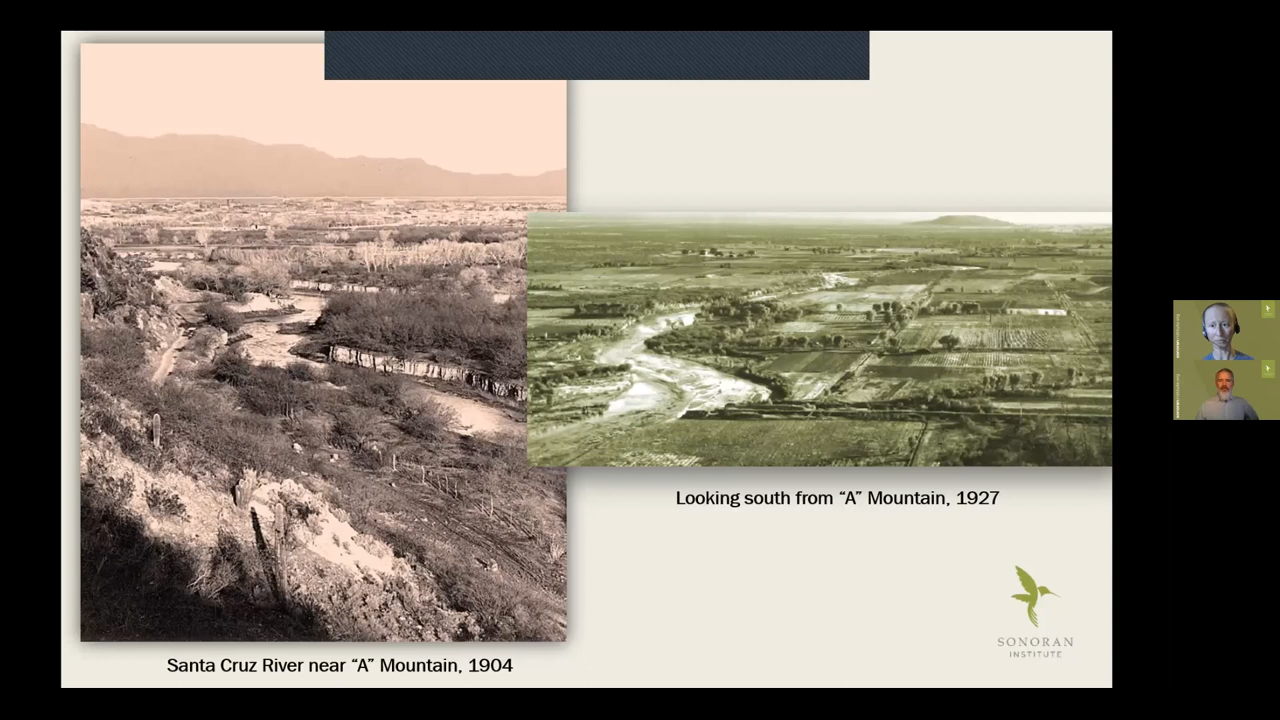 Looking south from “A” Mountain, 1927
SONORAN
INSTITUTE
Santa Cruz River near “A” Mountain, 1904